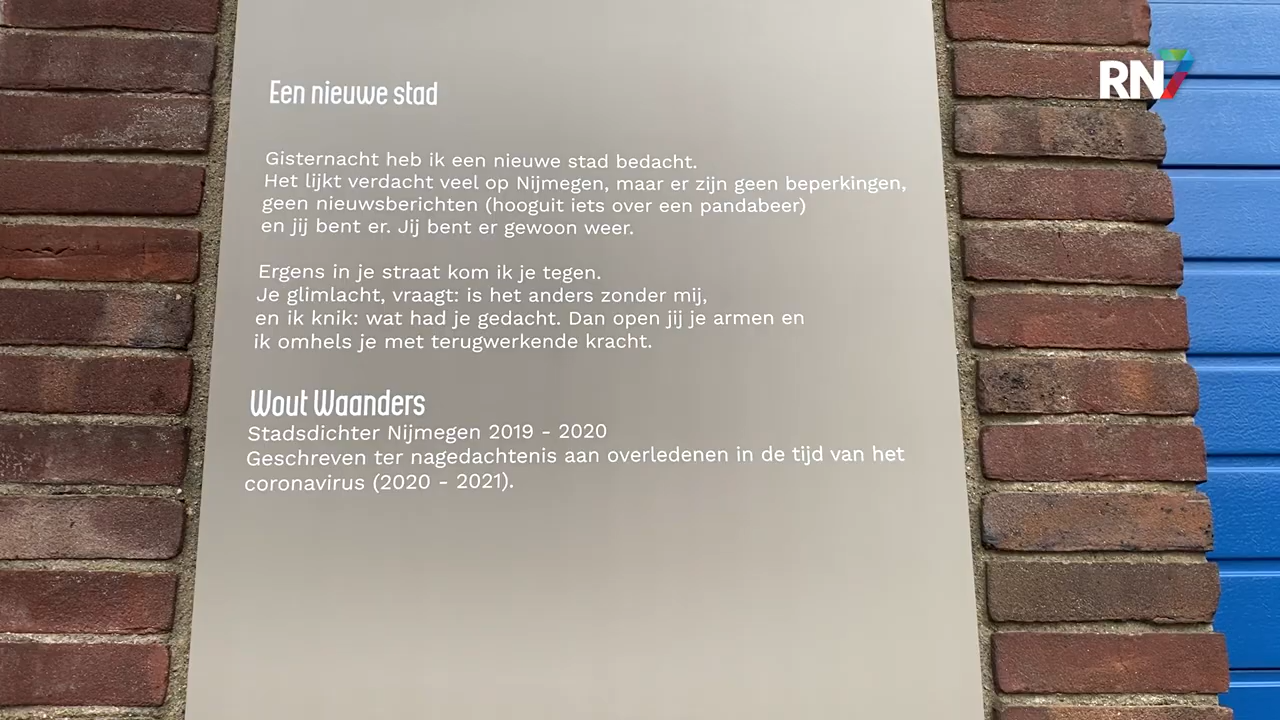 RN7
Een nieuwe stad
Gisternacht heb ik een nieuwe stad bedacht.
Het lijkt verdacht veel op Nijmegen, maar er zijn geen beperkingen,
geen nieuwsberichten (hooguit iets over een pandabeer)
en jij bent er. Jij bent er gewoon weer.
Ergens in je straat kom ik je tegen.
Je glimlacht, vraagt: is het anders zonder mij,
en ik knik: wat had je gedacht. Dan open jij je armen en
ik omhels je met terugwerkende kracht.
Wout Waanders
Stadsdichter Nijmegen 2019 - 2020
Geschreven ter nagedachtenis aan overledenen in de tijd van het
coronavirus (2020 - 2021).